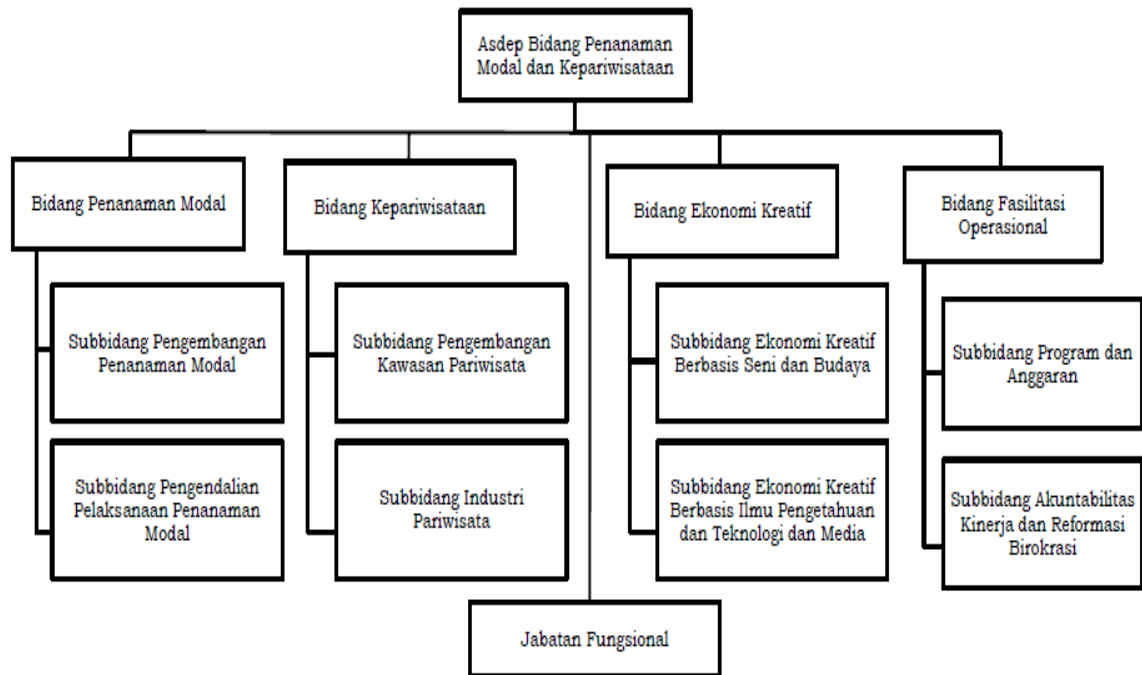 Asdep Bidang Penanaman
Modal dan Kepariwisataan
Bidang Penanaman Modal
Bidang Kepariwisataan
Bidang Ekonomi Kreatif
Bidang Fasilitasi
Operasional
Subbidang Pengembangan
Penanaman Modal
Subbidang Pengembangan
Kawasan Pariwisata
Subbidang Ekonomi Kreatif
Berbasis Seni dan Budaya
Subbidang Program dan
Anggaran
Subbidang Pengendalian
Pelaksanaan Penanaman
Modal
Subbidang Industri
Pariwisata
Subbidang Ekonomi Kreatif
Berbasis Ilmu Pengetahuan
dan Teknologi dan Media
Subbidang Akuntabilitas
Kinerja dan Reformasi
Birokrasi
Jabatan Fungsional